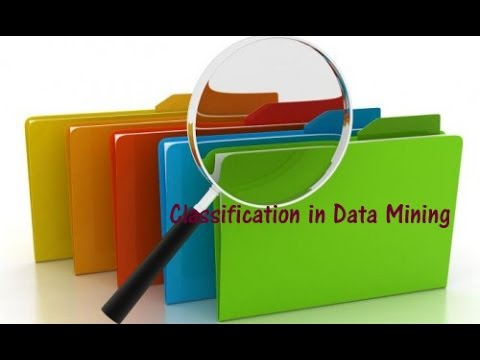 Classification in Data Mining